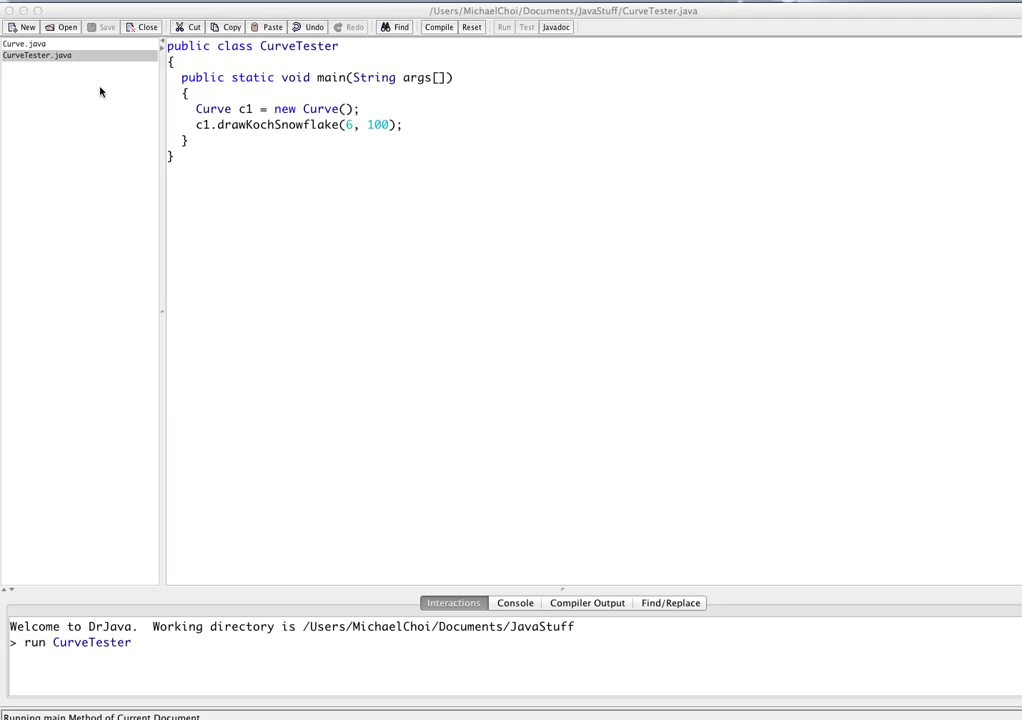 /Users/MichaelChoi/Documents/JavaStuff/CurveTester.java
New Open Save Close Cut Copy Paste Undo Redo Find Compile Reset Run Test Javadoc
Curve.java
CurveTester.java
public class CurveTester
{
public static void main(String args[])
{
Curve c1 = new Curve();
c1.drawKochSnowflake(6, 100);
}
}
Interactions Console Compiler Output Find/Replace
Welcome to DrJava. Working directory is /Users/MichaelChoi/Documents/JavaStuff
> run CurveTester
Running main Method of Current Document